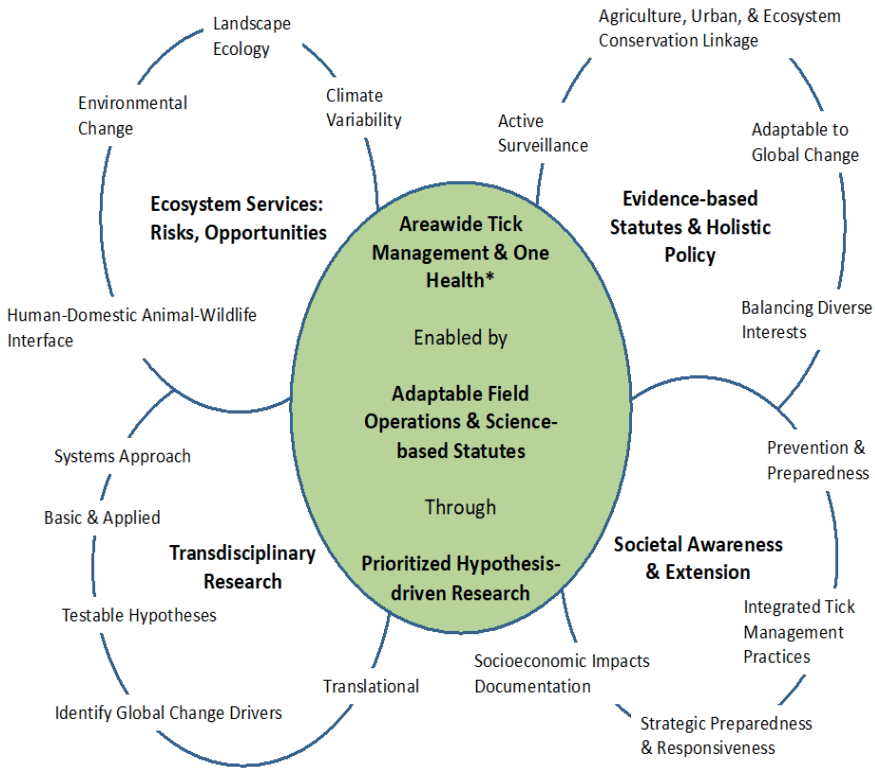 Landscape
Ecology
Environmental
Change
Climate
Variability
Ecosystem Services:
Risks, Opportunities
Human-Domestic Animal-Wildlife
Interface
Agriculture, Urban, & Ecosystem
Conservation Linkage
Active
Surveillance
Adaptable to
Global Change
Evidence-based
Statutes & Holistic
Policy
Balancing Diverse
Interests
Areawide Tick
Management & One
Health*
Enabled by
Adaptable Field
Operations & Science-
based Statutes
Through
Prioritized Hypothesis-
driven Research
Systems Approach
Basic & Applied
Transdisciplinary
Research
Testable Hypotheses
Identify Global Change Drivers
Translational
Prevention &
Preparedness
Societal Awareness
& Extension
Integrated Tick
Management
Practices
Socioeconomic Impacts
Documentation
Strategic Preparedness
& Responsiveness